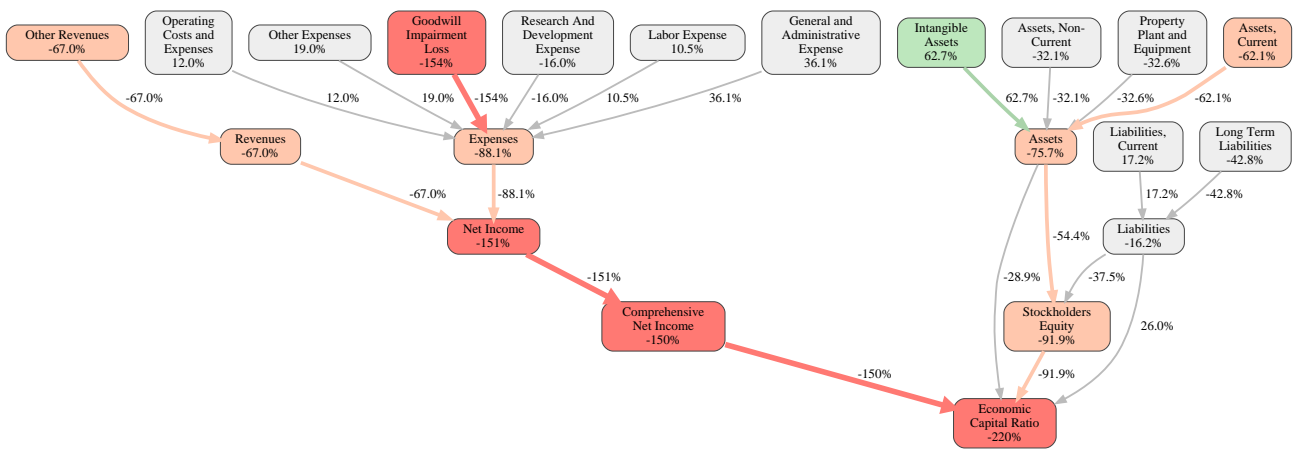 Other Revenues
-67.0%
Operating
Costs and
Expenses
12.0%
Other Expenses
19.0%
Goodwill
Impairment
Loss
-154%
Research And
Development
Expense
-16.0%
Labor Expense
10.5%
General and
Administrative
Expense
36.1%
Intangible
Assets
62.7%
Assets, Non-
Current
-32.1%
Property
Plant and
Equipment
-32.6%
Assets,
Current
-62.1%
-67.0%
12.0%
19.0%
-154%
-16.0%
10.5%
36.1%
62.7%
-32.1%
-32.6%
-62.1%
Revenues
-67.0%
Expenses
-88.1%
Assets
-75.7%
Liabilities,
Current
17.2%
Long Term
Liabilities
-42.8%
-67.0%
-88.1%
17.2%
-42.8%
Net Income
-151%
-54.4%
Liabilities
-16.2%
-151%
-28.9%
-37.5%
Comprehensive
Net Income
-150%
Stockholders
Equity
-91.9%
26.0%
-150%
-91.9%
Economic
Capital Ratio
-220%